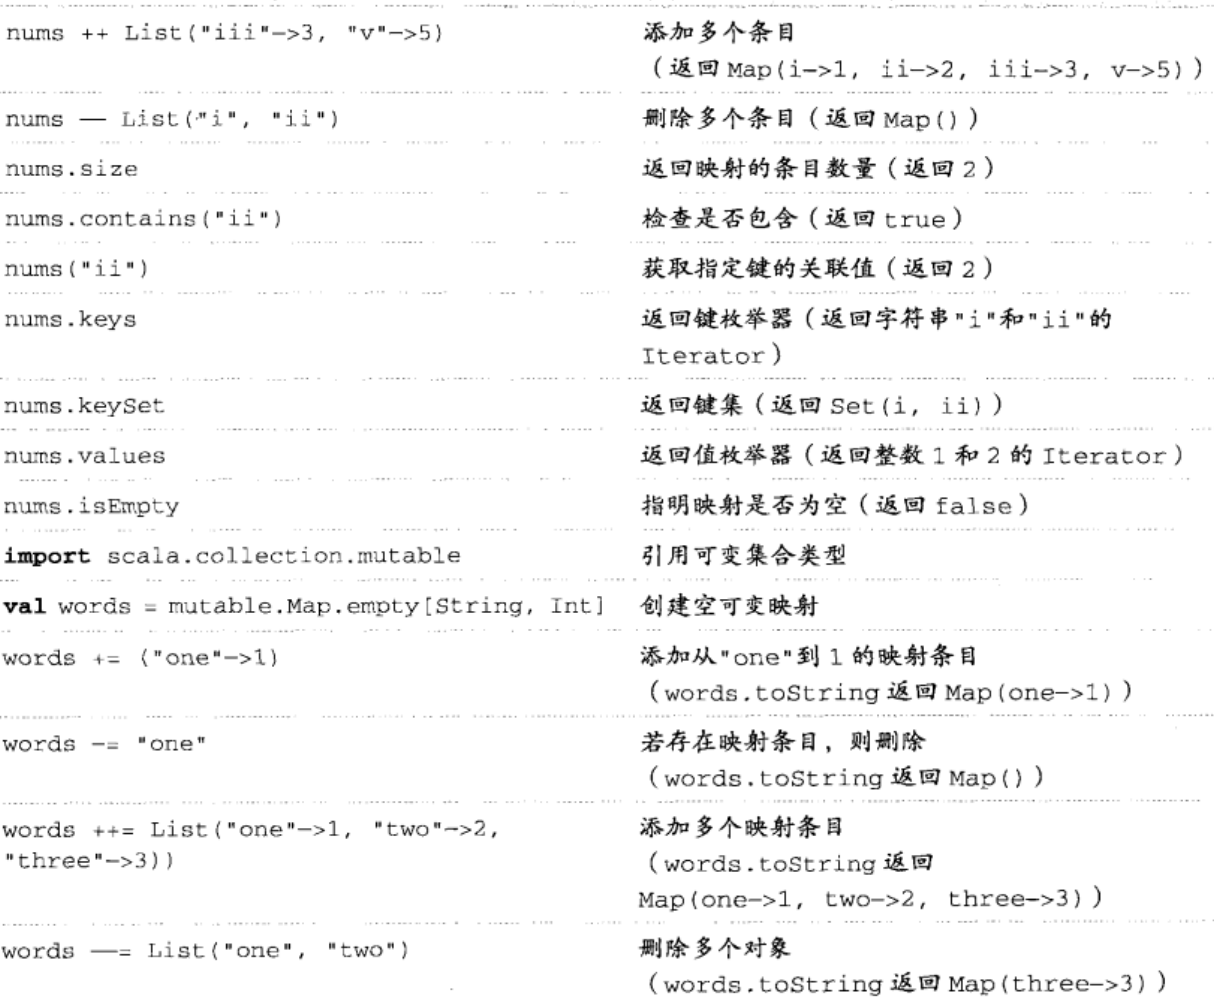 nums ++ List("iii"->3, "v"->5) 添加多个条目
(返回 Map(i->1, ii->2, iii->3, v->5))
nums — List("i", "ii") 删除多个条目(返回 Map())
nums.size 返回映射的条目数量(返回 2)
nums.contains("ii") 检查是否包含(返回 true)
nums("ii") 获取指定键的关联值(返回 2)
nums.keys 返回键枚举器(返回字符串"i"和"ii"的
Iterator)
nums.keySet 返回键集(返回 Set(i, ii))
nums.values 返回值枚举器(返回整数 1 和 2 的 Iterator)
nums.isEmpty 指明映射是否为空(返回 false)
import scala.collection.mutable 引用可变集合类型
val words = mutable.Map.empty[String, Int] 创建空可变映射
words += ("one"->1) 添加从"one"到 1 的映射条目
(words.toString 返回 Map(one->1))
words -= "one" 若存在映射条目，则删除
(words.toString 返回 Map())
words ++= List("one"->1, "two"->2, 添加多个映射条目
"three"->3)) (words.toString 返回
Map(one->1, two->2, three->3))
words —= List("one", "two") 删除多个对象
(words.toString 返回 Map(three->3))